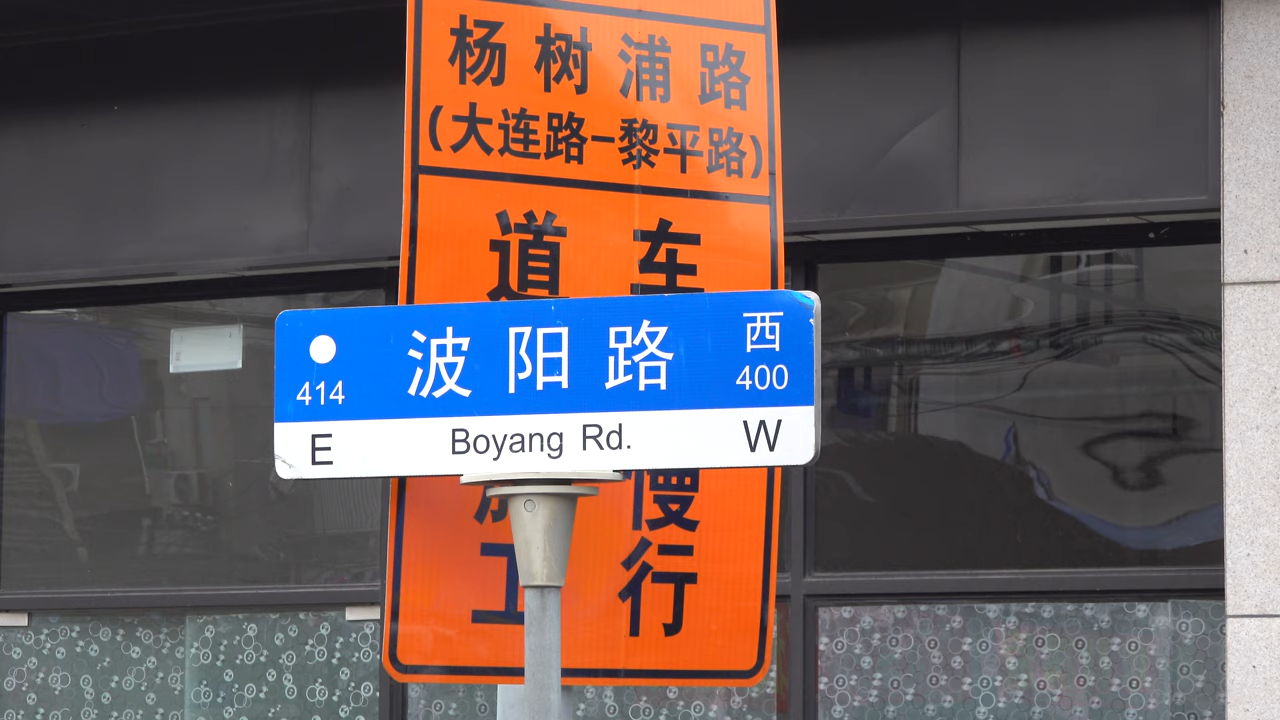 杨树浦路
(大连路-黎平路)
道 车
波阳路
西
414
400
E
Boyang Rd.
W
慢
工 行